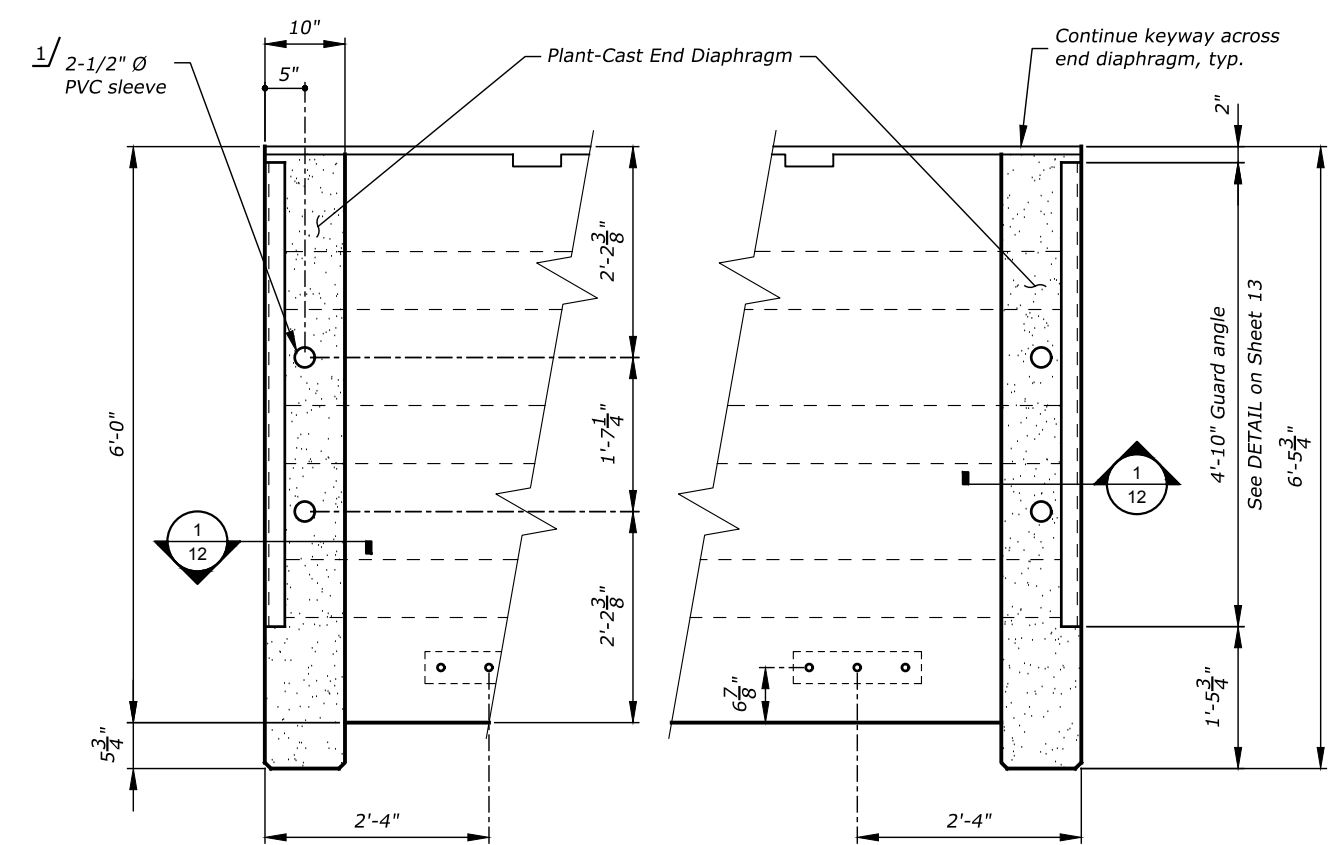 10"
1/ 2-1/2" Ø
PVC sleeve
5"
Plant-Cast End Diaphragm
Continue keyway across
end diaphragm, typ.
2"
6'-0"
5 3/4"
2'-2 3/8"
1'-7 1/4"
2'-2 3/8"
1
12
2'-4"
6 7/8"
2'-4"
1
12
4'-10" Guard angle
See DETAIL on Sheet 13
1'-5 3/4"
6'-5 3/4"